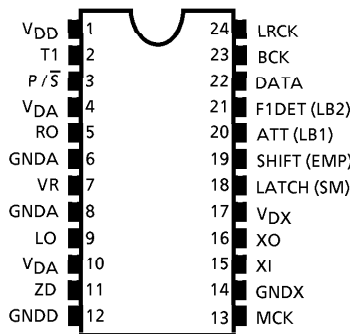 VDD 1 24 LRCK
T1 2 23 BCK
P/S̅ 3 22 DATA
VDA 4 21 F1DET (LB2)
RO 5 20 ATT (LB1)
GNDA 6 19 SHIFT (EMP)
VR 7 18 LATCH (SM)
GNDA 8 17 VDX
LO 9 16 XO
VDA 10 15 XI
ZD 11 14 GNDX
GNDD 12 13 MCK